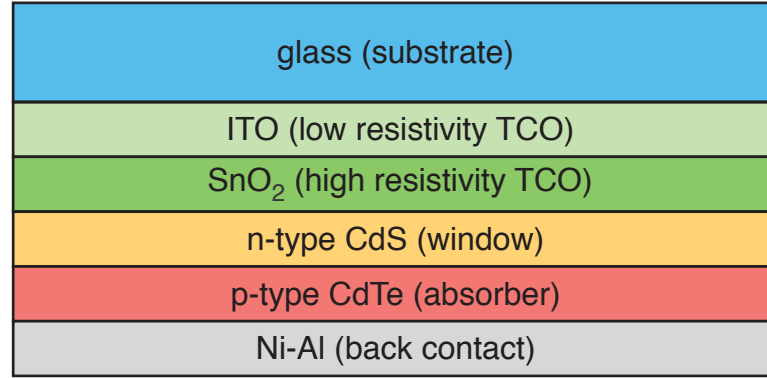 glass (substrate)
ITO (low resistivity TCO)
SnO₂ (high resistivity TCO)
n-type CdS (window)
p-type CdTe (absorber)
Ni-Al (back contact)